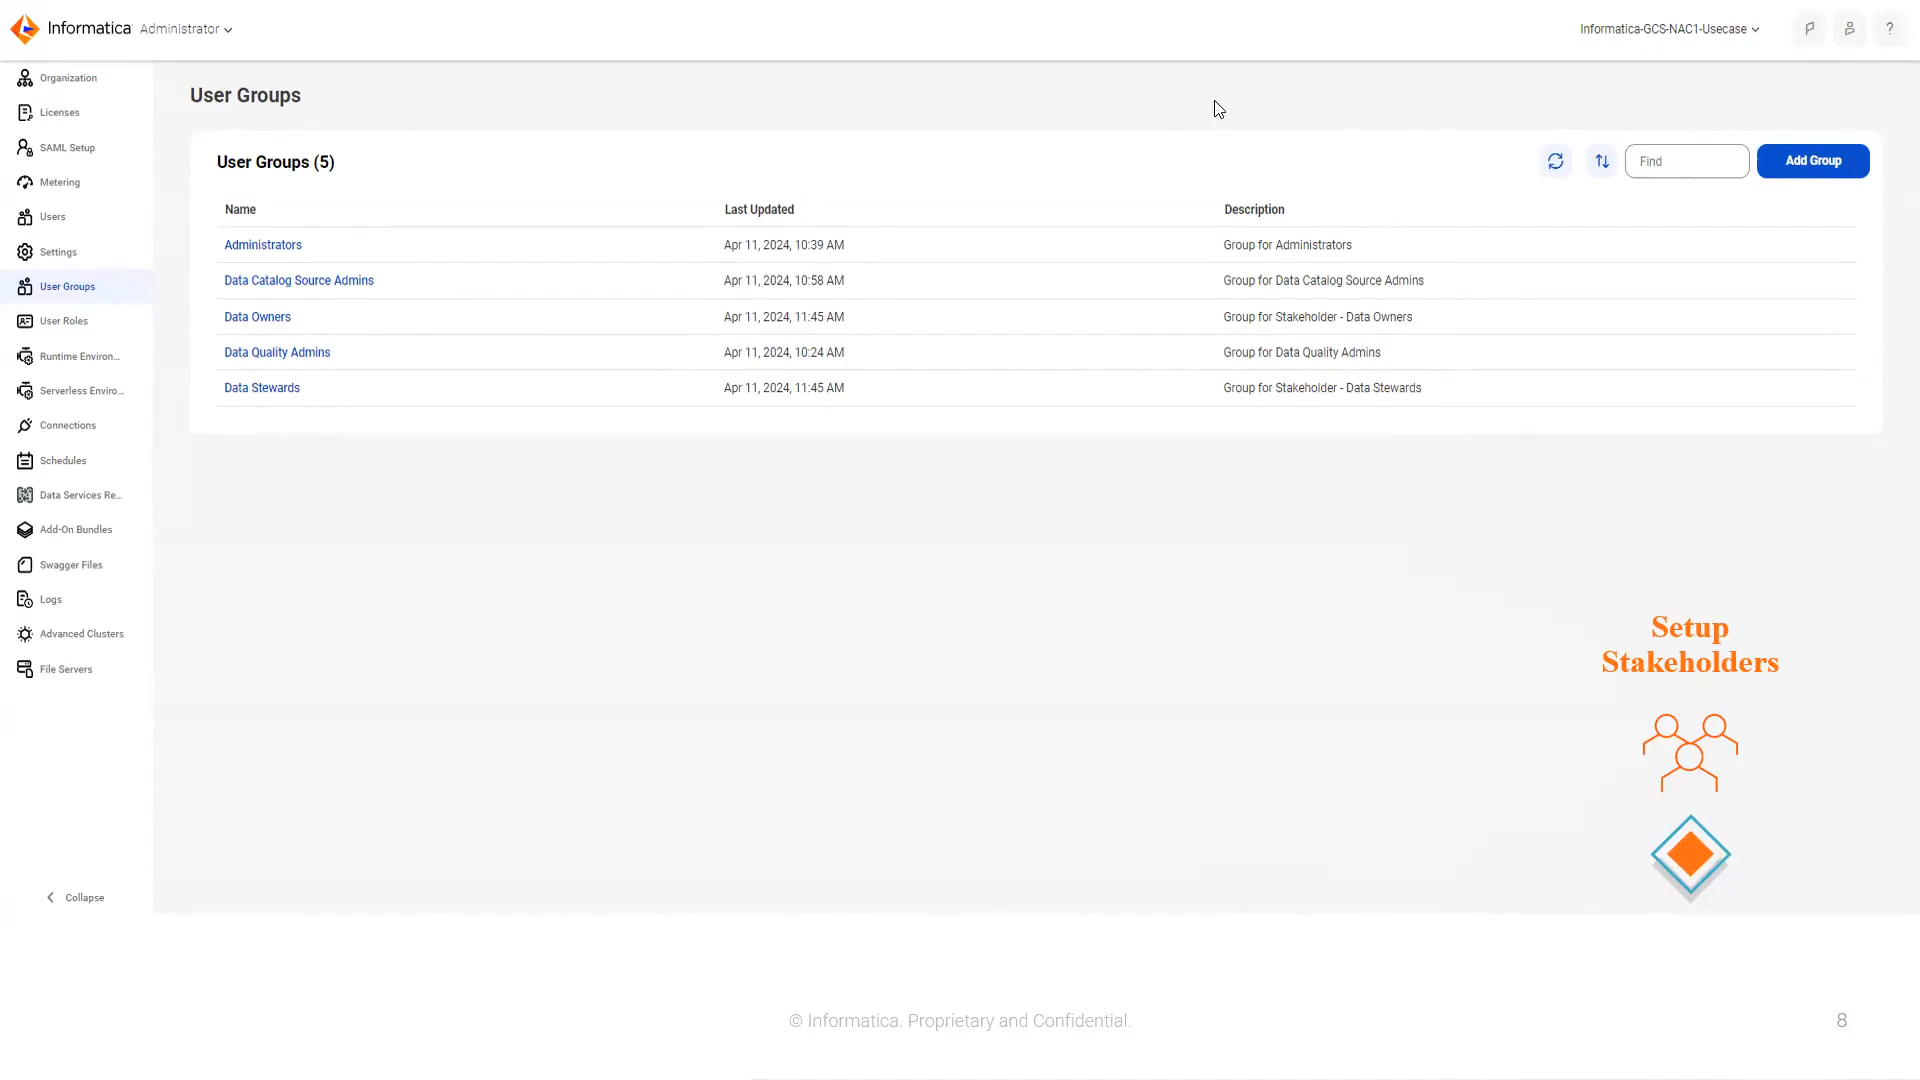 Informatica Administrator
Informatica-GCS-NAC1-Usecase
?
Organization
Licenses
SAML Setup
Metering
Users
Settings
User Groups
User Roles
Runtime Environ...
Serverless Enviro...
Connections
Schedules
Data Services Re...
Add-On Bundles
Swagger Files
Logs
Advanced Clusters
File Servers
Collapse
User Groups
User Groups (5)
Find
Add Group
Name Last Updated Description
Administrators Apr 11, 2024, 10:39 AM Group for Administrators
Data Catalog Source Admins Apr 11, 2024, 10:58 AM Group for Data Catalog Source Admins
Data Owners Apr 11, 2024, 11:45 AM Group for Stakeholder - Data Owners
Data Quality Admins Apr 11, 2024, 10:24 AM Group for Data Quality Admins
Data Stewards Apr 11, 2024, 11:45 AM Group for Stakeholder - Data Stewards
Setup
Stakeholders
© Informatica. Proprietary and Confidential.
8